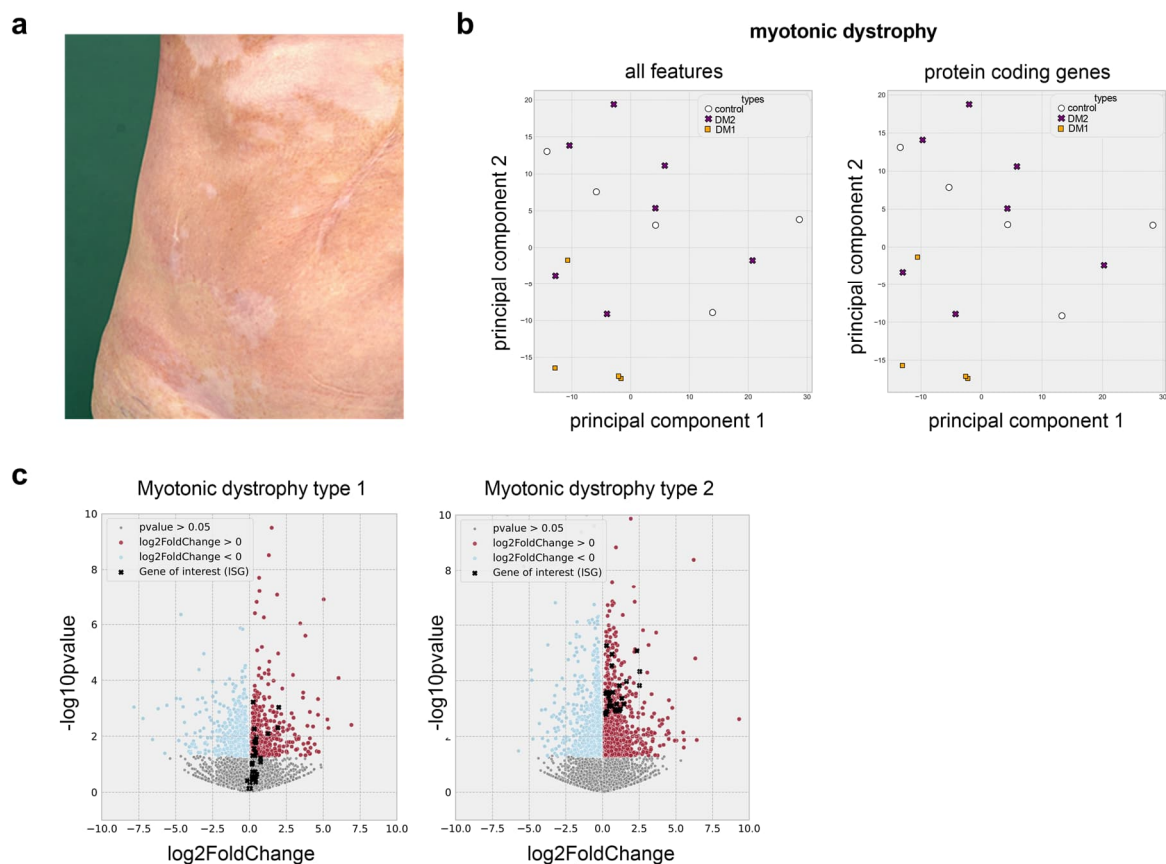 a
b
myotonic dystrophy
all features
protein coding genes
types
control
DM2
DM1
20
15
10
5
0
−5
−10
−15
−10
0
10
20
30
principal component 2
principal component 1
types
control
DM2
DM1
20
15
10
5
0
−5
−10
−15
−10
0
10
20
30
principal component 2
principal component 1
c
Myotonic dystrophy type 1
pvalue > 0.05
log2FoldChange > 0
log2FoldChange < 0
Gene of interest (ISG)
10
8
6
4
2
0
−10.0 −7.5 −5.0 −2.5 0.0 2.5 5.0 7.5 10.0
-log10pvalue
log2FoldChange
Myotonic dystrophy type 2
pvalue > 0.05
log2FoldChange > 0
log2FoldChange < 0
Gene of interest (ISG)
10
8
6
4
2
0
−10.0 −7.5 −5.0 −2.5 0.0 2.5 5.0 7.5 10.0
-log10pvalue
log2FoldChange